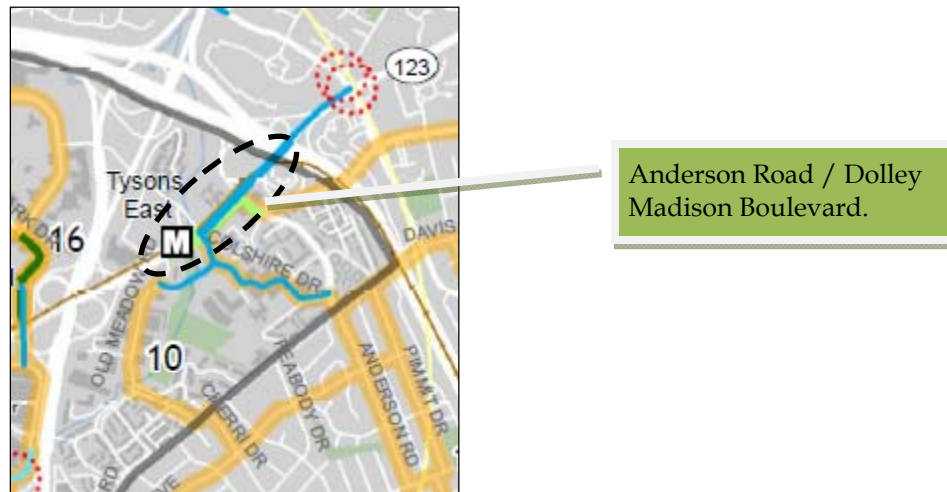 123
Tysons
East
M
16
COLSHIRE DR
DAVIS
OLD MEADOW
10
PEABODY DR
ANDERSON RD
PIMMIT DR
CHERRI DR
RD
Anderson Road / Dolley
Madison Boulevard.